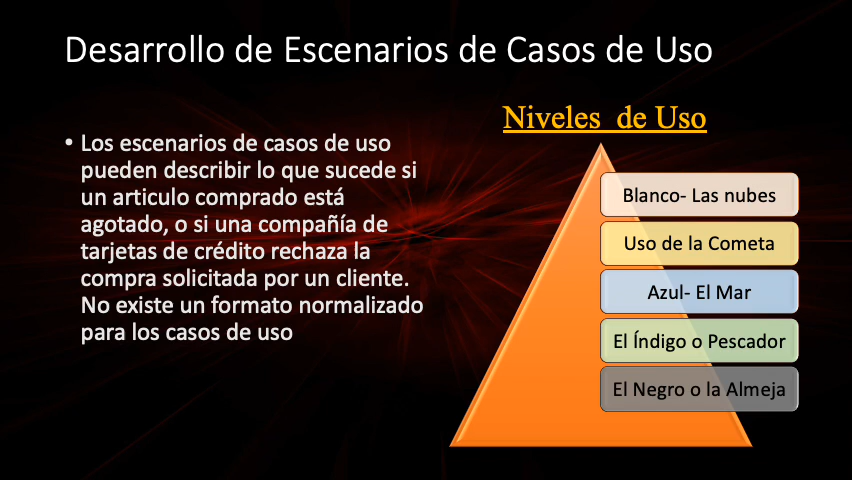 Desarrollo de Escenarios de Casos de Uso
• Los escenarios de casos de uso
pueden describir lo que sucede si
un articulo comprado está
agotado, o si una compañía de
tarjetas de crédito rechaza la
compra solicitada por un cliente.
No existe un formato normalizado
para los casos de uso
Niveles de Uso
Blanco- Las nubes
Uso de la Cometa
Azul- El Mar
El Índigo o Pescador
El Negro o la Almeja